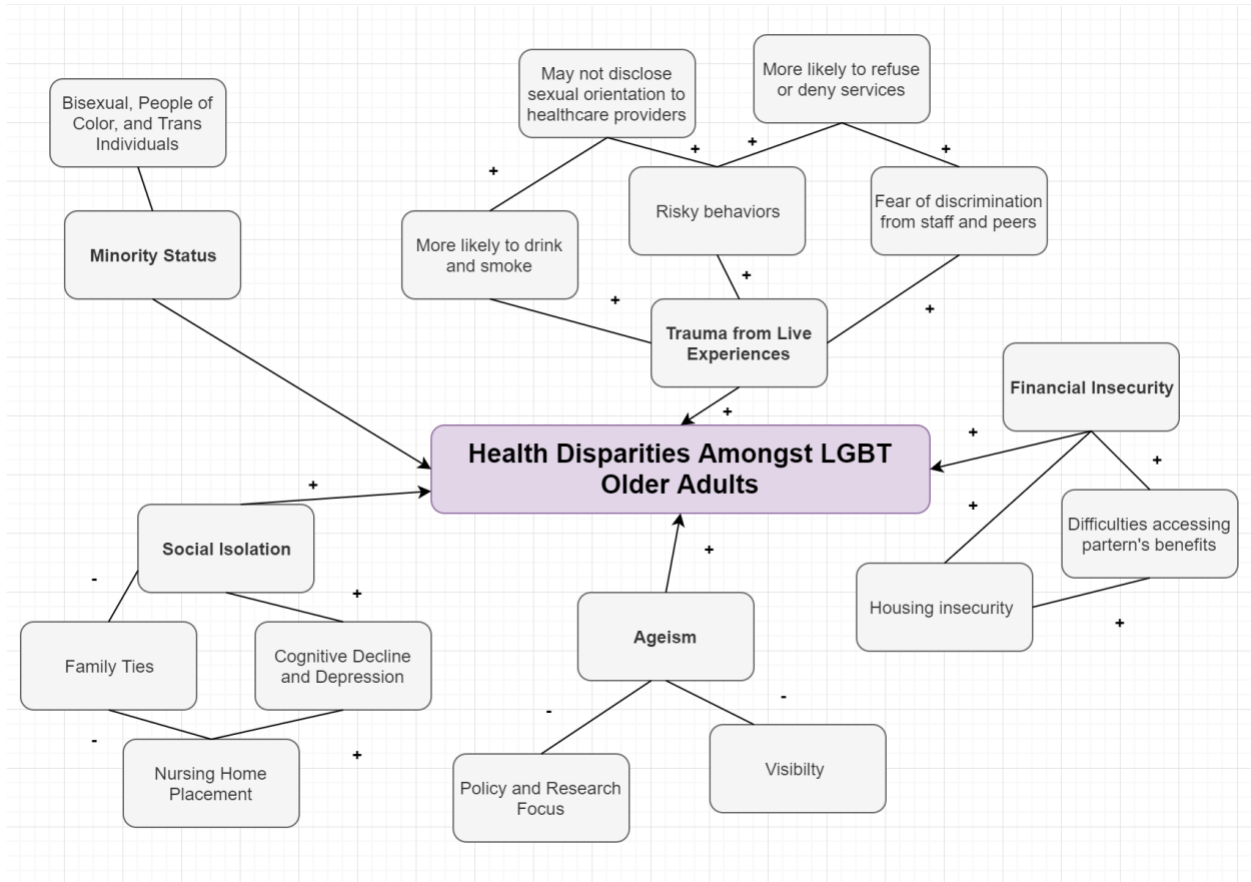 May not disclose
sexual orientation to
healthcare providers
More likely to refuse
or deny services
Bisexual, People of
Color, and Trans
Individuals
+
+
+
+
Risky behaviors
Fear of discrimination
from staff and peers
Minority Status
More likely to drink
and smoke
+
+
+
Trauma from Live
Experiences
Financial Insecurity
+
+
+
Health Disparities Amongst LGBT
Older Adults
+
+
Difficulties accessing
partern's benefits
Social Isolation
+
-
+
Housing insecurity
+
Family Ties
Cognitive Decline
and Depression
Ageism
-
-
-
+
Nursing Home
Placement
Policy and Research
Focus
Visibilty